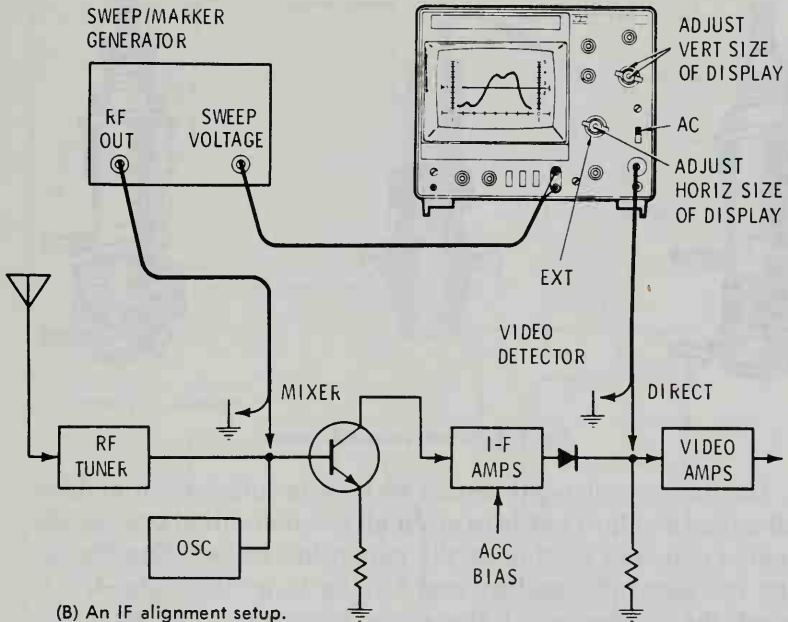 SWEEP/MARKER
GENERATOR
RF
OUT
SWEEP
VOLTAGE
ADJUST
VERT SIZE
OF DISPLAY
AC
ADJUST
HORIZ SIZE
OF DISPLAY
EXT
VIDEO
DETECTOR
MIXER
DIRECT
RF
TUNER
I-F
AMPS
VIDEO
AMPS
OSC
AGC
BIAS
(B) An IF alignment setup.